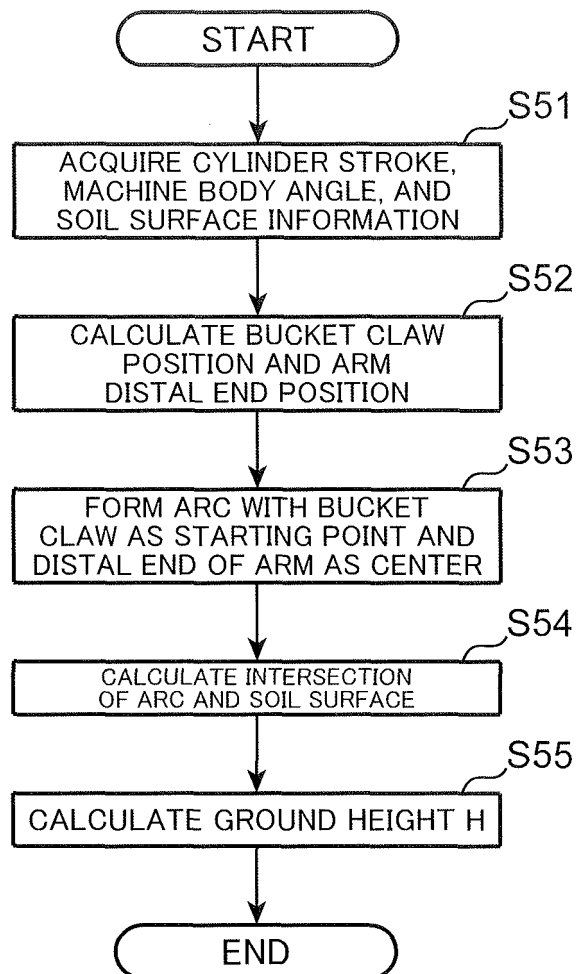 START
S51
ACQUIRE CYLINDER STROKE,
MACHINE BODY ANGLE, AND
SOIL SURFACE INFORMATION
S52
CALCULATE BUCKET CLAW
POSITION AND ARM
DISTAL END POSITION
S53
FORM ARC WITH BUCKET
CLAW AS STARTING POINT AND
DISTAL END OF ARM AS CENTER
S54
CALCULATE INTERSECTION
OF ARC AND SOIL SURFACE
S55
CALCULATE GROUND HEIGHT H
END